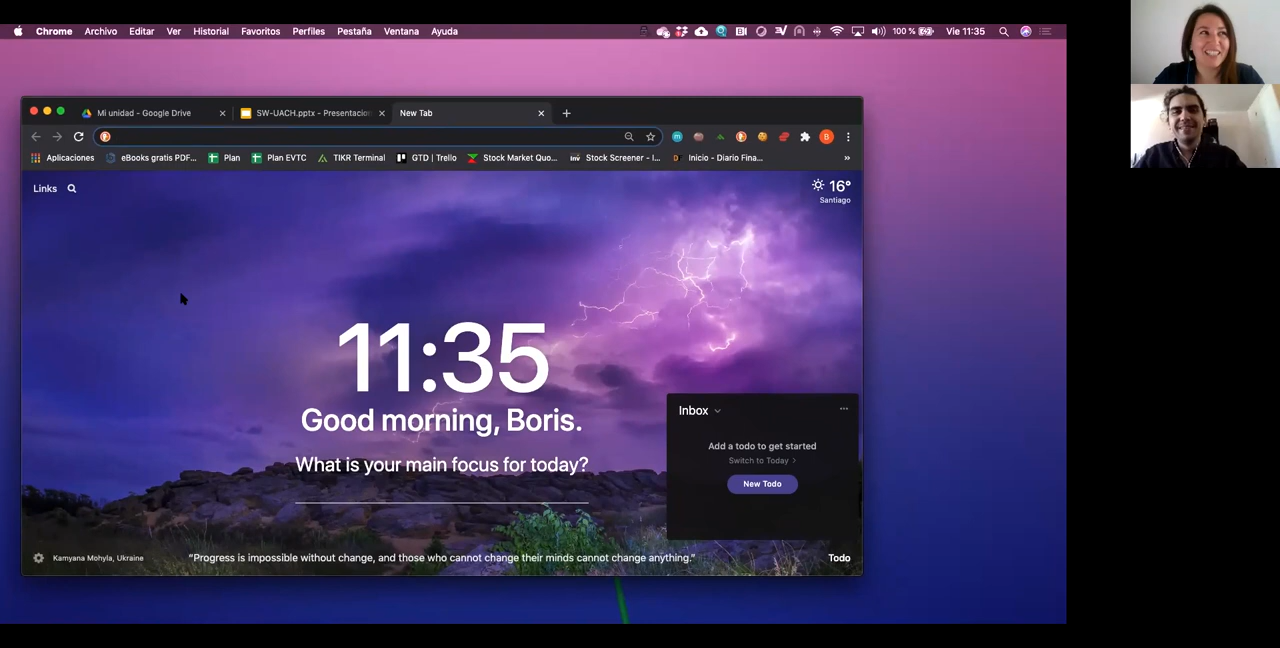 Chrome Archivo Editar Ver Historial Favoritos Perfiles Pestaña Ventana Ayuda 100 % Vie 11:35
Mi unidad - Google Drive SW-UACH.pptx - Presentacion New Tab
B
Aplicaciones eBooks gratis PDF... Plan Plan EVTC TIKR Terminal GTD | Trello Stock Market Quo... Stock Screener - I... Inicio - Diario Fina... »
Links 16°
Santiago
11:35
Good morning, Boris.
What is your main focus for today?
Inbox
Add a todo to get started
Switch to Today
New Todo
Kamyana Mohyla, Ukraine “Progress is impossible without change, and those who cannot change their minds cannot change anything.” Todo